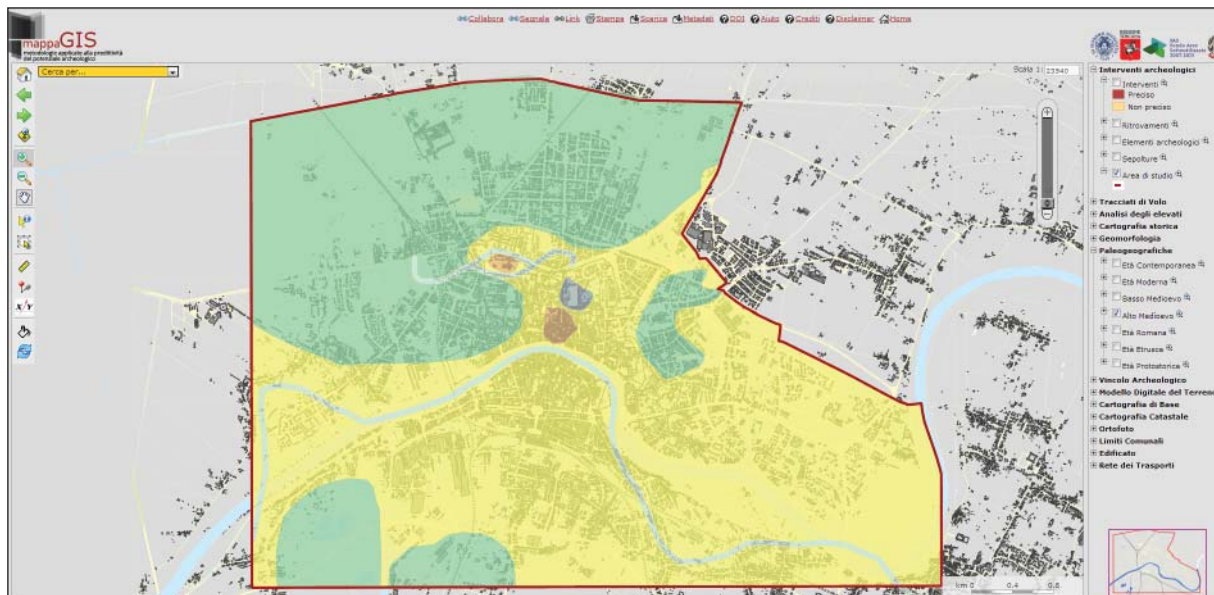 Collabora Segnala Link Stampa Scarica Metadati DOI Aiuto Crediti Disclaimer Home
mappaGIS
metodologie applicate alla predittività
del potenziale archeologico
Cerca per...
Scala 1:
Interventi archeologici
Interventi
Preciso
Non preciso
Ritrovamenti
Elementi archeologici
Sepolture
Area di studio
Tracciati di Volo
Analisi degli elevati
Cartografia storica
Geomorfologia
Paleogeografiche
Età Contemporanea
Età Moderna
Basso Medioevo
Alto Medioevo
Età Romana
Età Etrusca
Età Protostorica
Vincolo Archeologico
Modello Digitale del Terreno
Cartografia di Base
Cartografia Catastale
Ortofoto
Limiti Comunali
Edificato
Rete dei Trasporti
X/Y
km 0 0.4 0.8